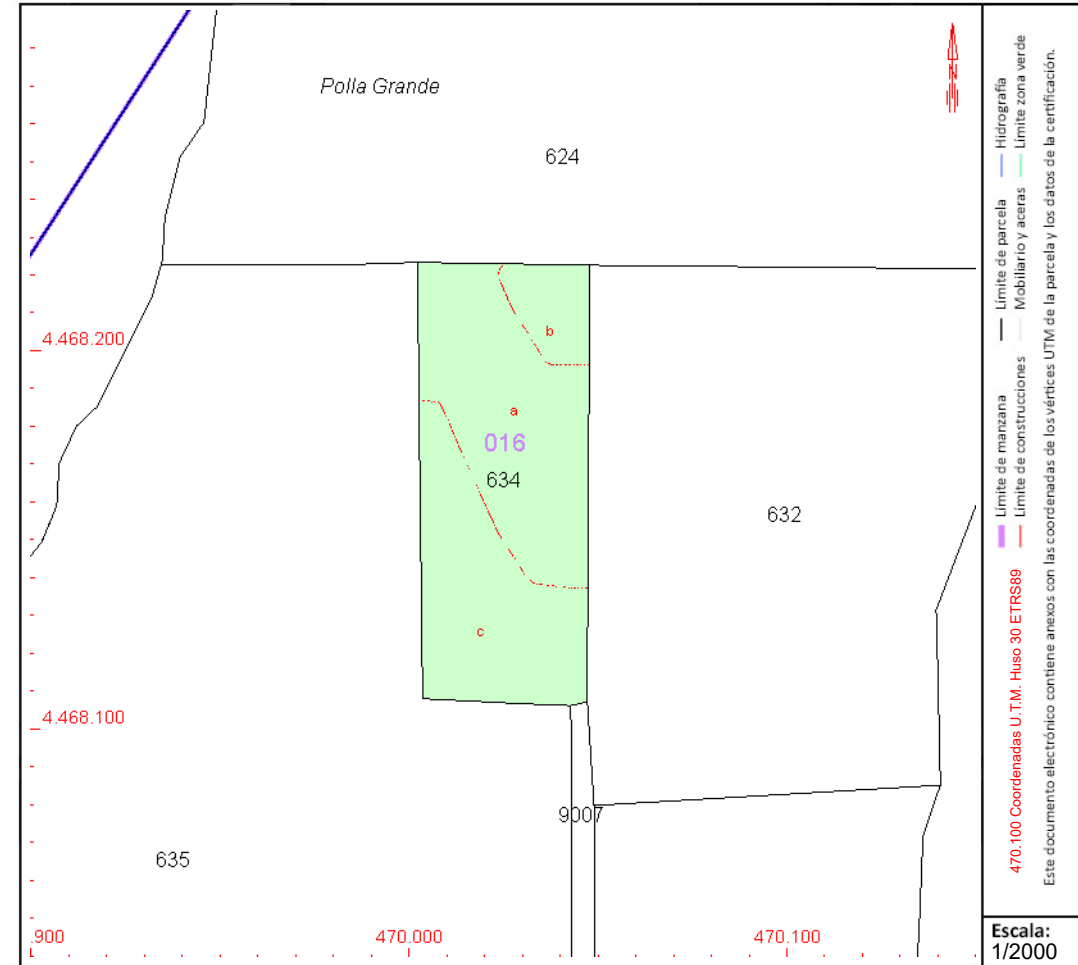 Polla Grande
624
4.468.200
b
a
016
634
632
c
4.468.100
9007
635
.900
470.000
470.100
N
470.100 Coordenadas U.T.M. Huso 30 ETRS89
Límite de manzana
Límite de parcela
Hidrografía
Límite de construcciones
Mobiliario y aceras
Límite zona verde
Este documento electrónico contiene anexos con las coordenadas de los vértices UTM de la parcela y los datos de la certificación.
Escala:
1/2000